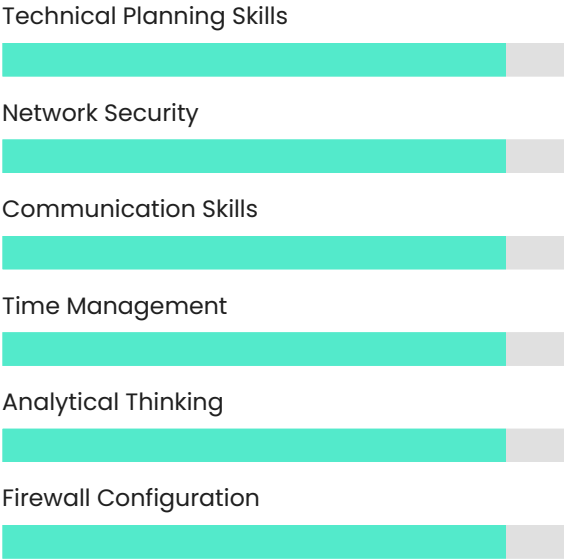 Technical Planning Skills
Network Security
Communication Skills
Time Management
Analytical Thinking
Firewall Configuration